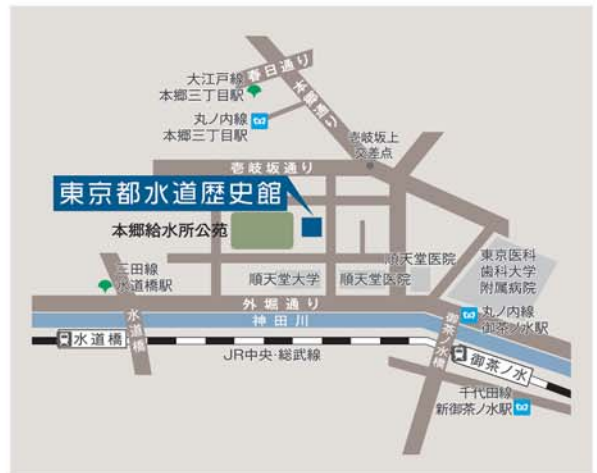 春日通り
大江戸線
本郷三丁目駅
本郷通り
丸ノ内線
本郷三丁目駅
壱岐坂上
交差点
壱岐坂通り
東京都水道歴史館
本郷給水所公苑
三田線
水道橋駅
順天堂大学
順天堂医院
順天堂医院
東京医科
歯科大学
附属病院
外堀通り
神田川
丸ノ内線
御茶ノ水駅
水道橋
水道橋
御茶ノ水橋
JR中央・総武線
御茶ノ水
千代田線
新御茶ノ水駅